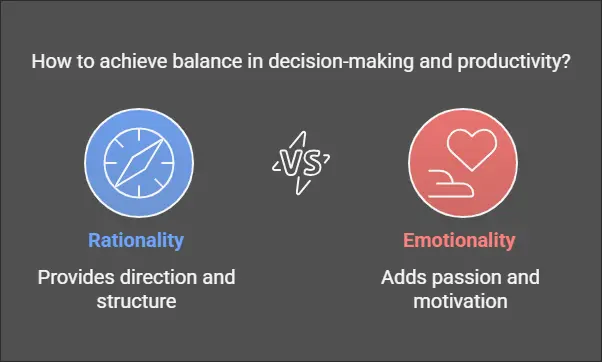 How to achieve balance in decision-making and productivity?
VS
Rationality
Provides direction and
structure
Emotionality
Adds passion and
motivation